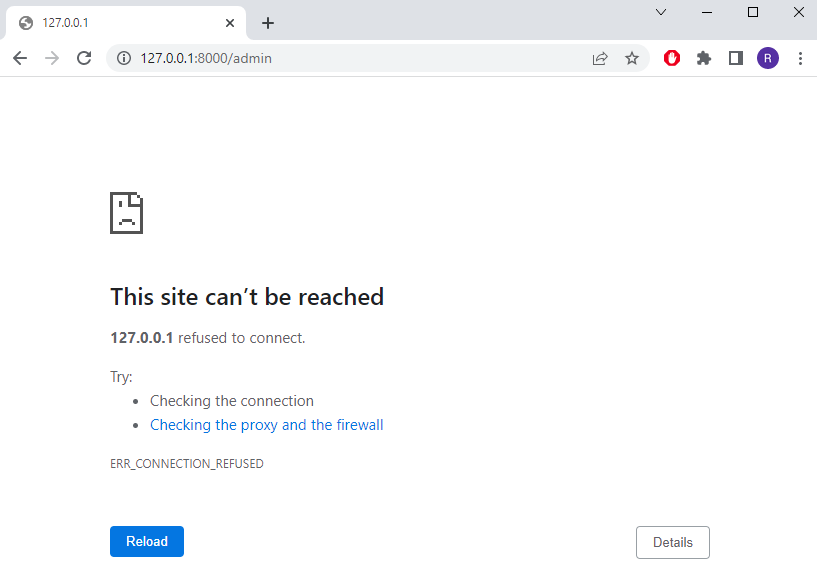 127.0.0.1
127.0.0.1:8000/admin
R
This site can’t be reached
127.0.0.1 refused to connect.
Try:
Checking the connection
Checking the proxy and the firewall
ERR_CONNECTION_REFUSED
Reload
Details